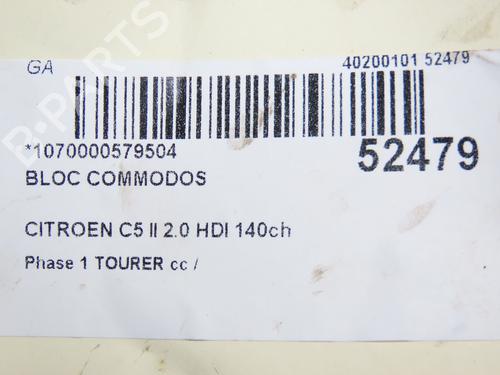 GA
40200101 52479
*1070000579504
52479
BLOC COMMODOS
CITROEN C5 II 2.0 HDI 140ch
Phase 1 TOURER cc /
B-PARTS